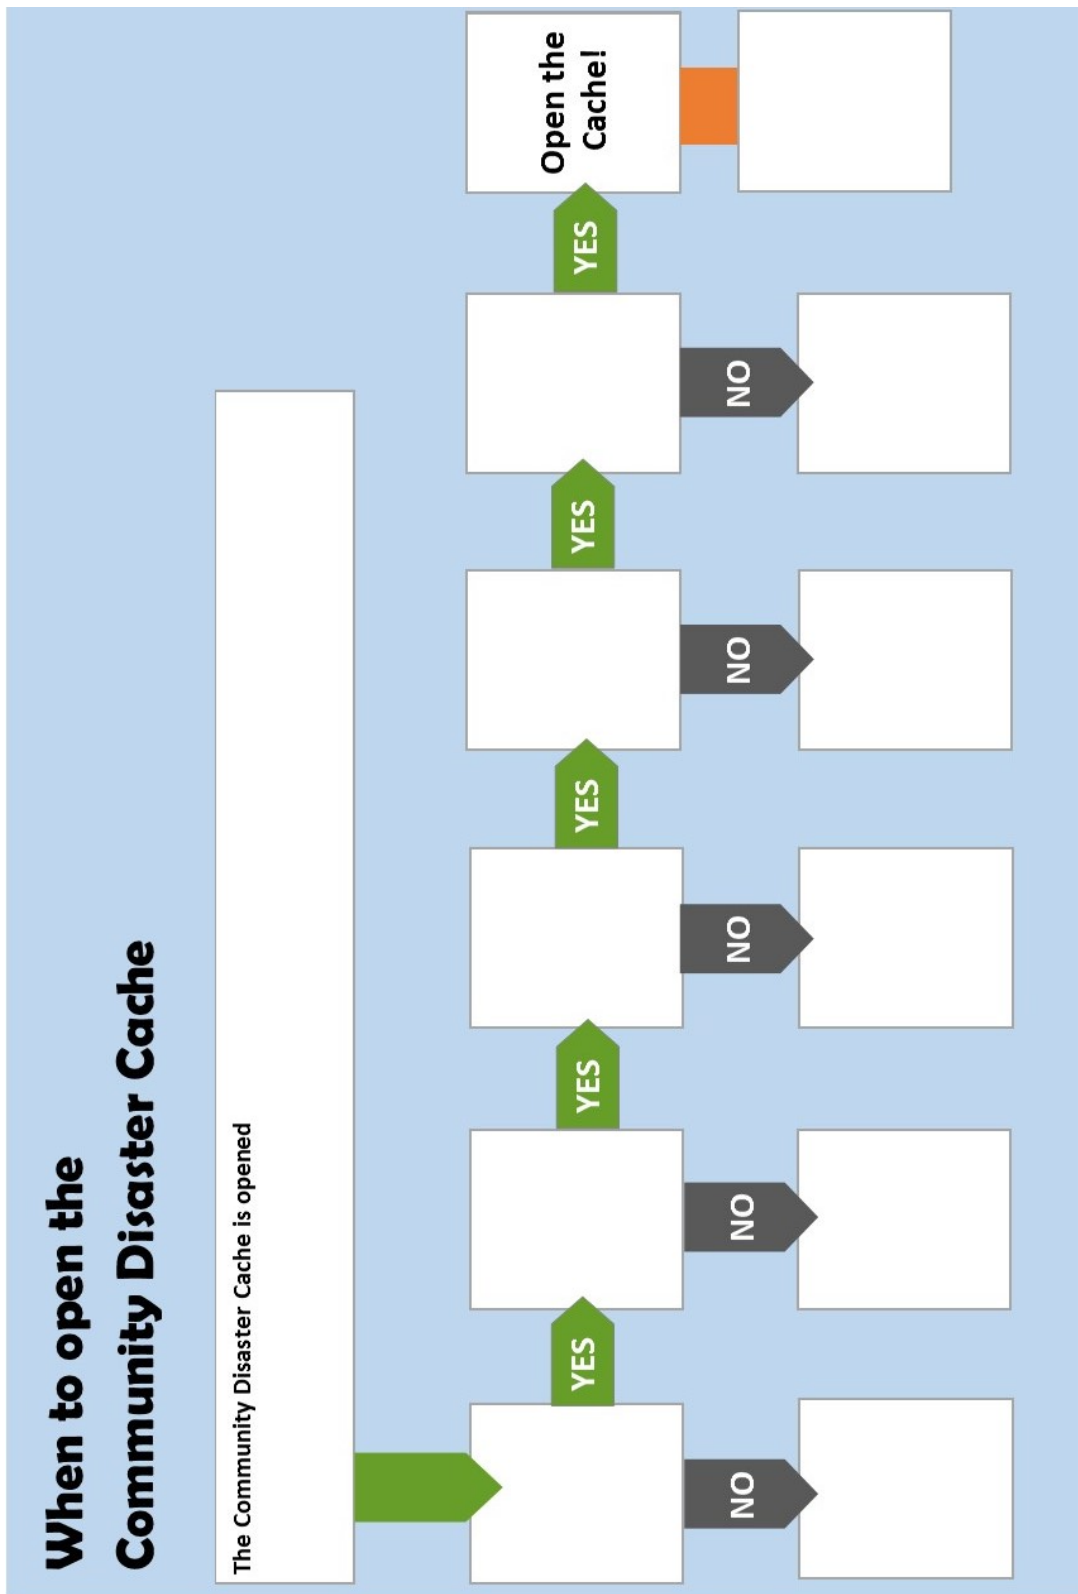 When to open the
Community Disaster Cache
The Community Disaster Cache is opened
YES
YES
YES
YES
YES
Open the
Cache!
NO
NO
NO
NO
NO